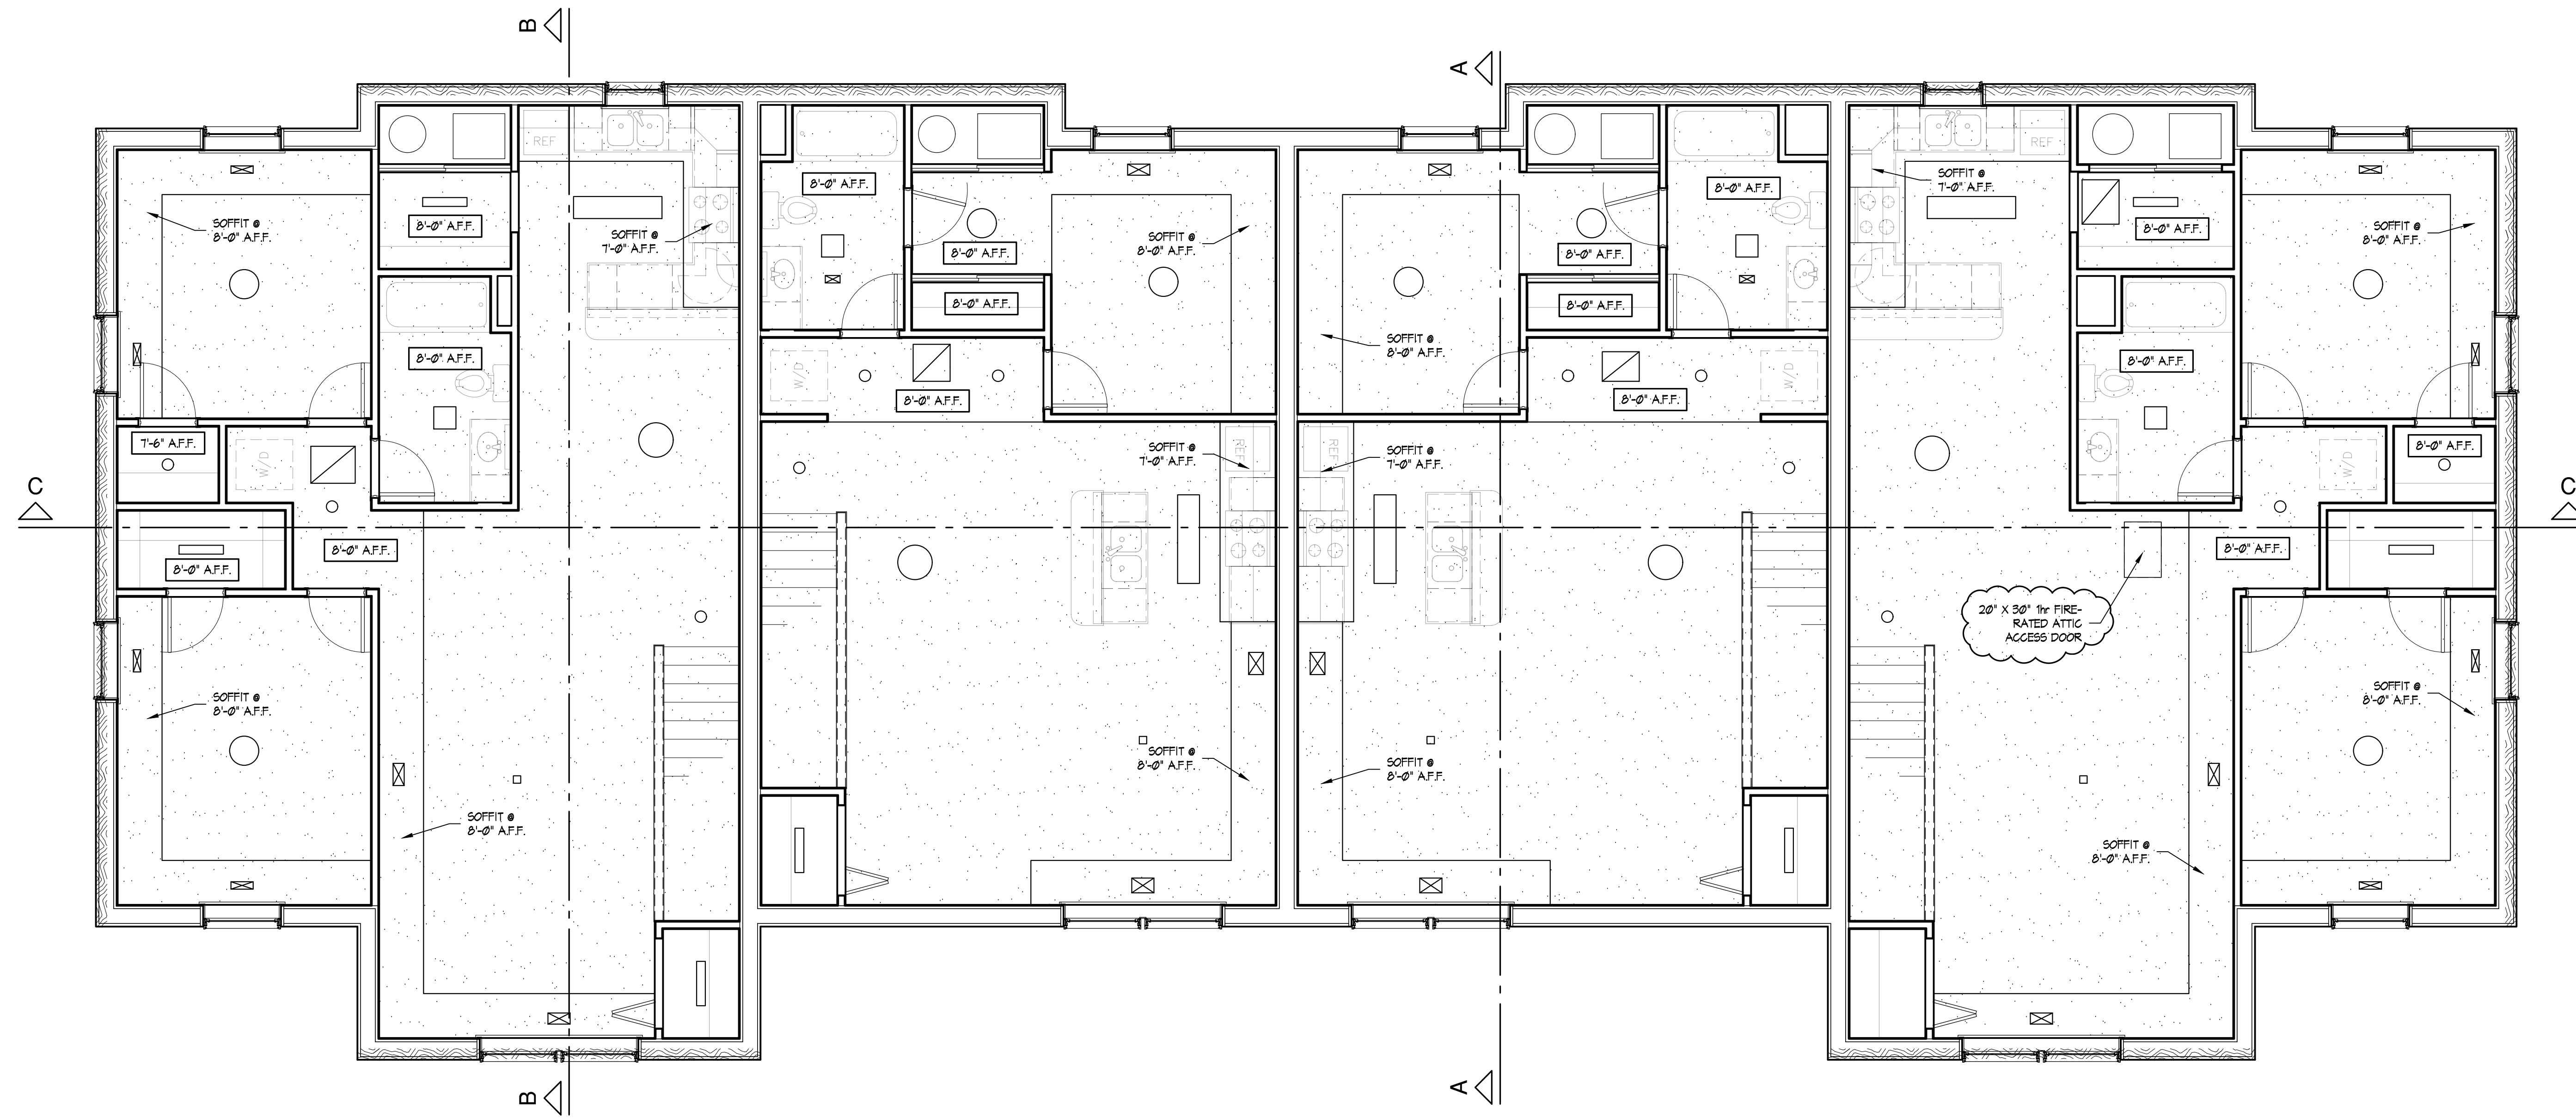 B
A
REF
REF
SOFFIT @
7'-0" A.F.F.
8'-0" A.F.F.
8'-0" A.F.F.
SOFFIT @
8'-0" A.F.F.
8'-0" A.F.F.
SOFFIT @
7'-0" A.F.F.
SOFFIT @
8'-0" A.F.F.
8'-0" A.F.F.
8'-0" A.F.F.
8'-0" A.F.F.
SOFFIT @
8'-0" A.F.F.
8'-0" A.F.F.
8'-0" A.F.F.
SOFFIT @
8'-0" A.F.F.
8'-0" A.F.F.
W/D
8'-0" A.F.F.
8'-0" A.F.F.
W/D
8'-0" A.F.F.
7'-6" A.F.F.
W/D
SOFFIT @
7'-0" A.F.F.
REF
REF
SOFFIT @
7'-0" A.F.F.
W/D
8'-0" A.F.F.
C
C
8'-0" A.F.F.
8'-0" A.F.F.
8'-0" A.F.F.
20" X 30" 1hr FIRE-
RATED ATTIC
ACCESS DOOR
SOFFIT @
8'-0" A.F.F.
SOFFIT @
8'-0" A.F.F.
SOFFIT @
8'-0" A.F.F.
SOFFIT @
8'-0" A.F.F.
SOFFIT @
8'-0" A.F.F.
SOFFIT @
8'-0" A.F.F.
B
A